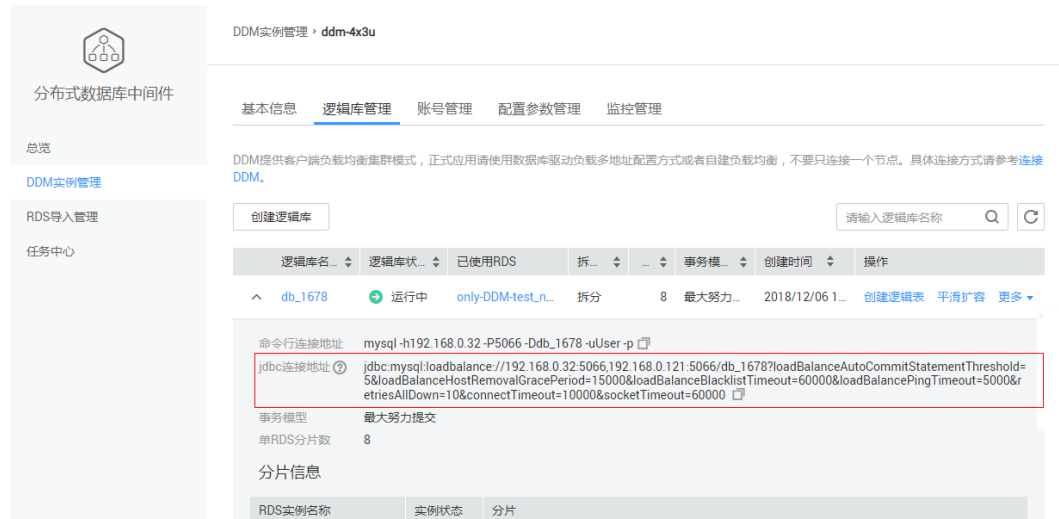 DDM实例管理 › ddm-4x3u
分布式数据库中间件
总览
DDM实例管理
RDS导入管理
任务中心
基本信息 逻辑库管理 账号管理 配置参数管理 监控管理
DDM提供客户端负载均衡集群模式，正式应用请使用数据库驱动负载多地址配置方式或者自建负载均衡，不要只连接一个节点。具体连接方式请参考连接
DDM。
创建逻辑库 请输入逻辑库名称
逻辑库名... 逻辑库状... 已使用RDS 拆... ... 事务模... 创建时间 操作
db_1678 运行中 only-DDM-test_n... 拆分 8 最大努力... 2018/12/06 1... 创建逻辑表 平滑扩容 更多
命令行连接地址 mysql -h192.168.0.32 -P5066 -Ddb_1678 -uUser -p
jdbc连接地址 ? jdbc:mysql:loadbalance://192.168.0.32:5066,192.168.0.121:5066/db_1678?loadBalanceAutoCommitStatementThreshold=
5&loadBalanceHostRemovalGracePeriod=15000&loadBalanceBlacklistTimeout=60000&loadBalancePingTimeout=5000&r
etriesAllDown=10&connectTimeout=10000&socketTimeout=60000
事务模型 最大努力提交
单RDS分片数 8
分片信息
RDS实例名称 实例状态 分片